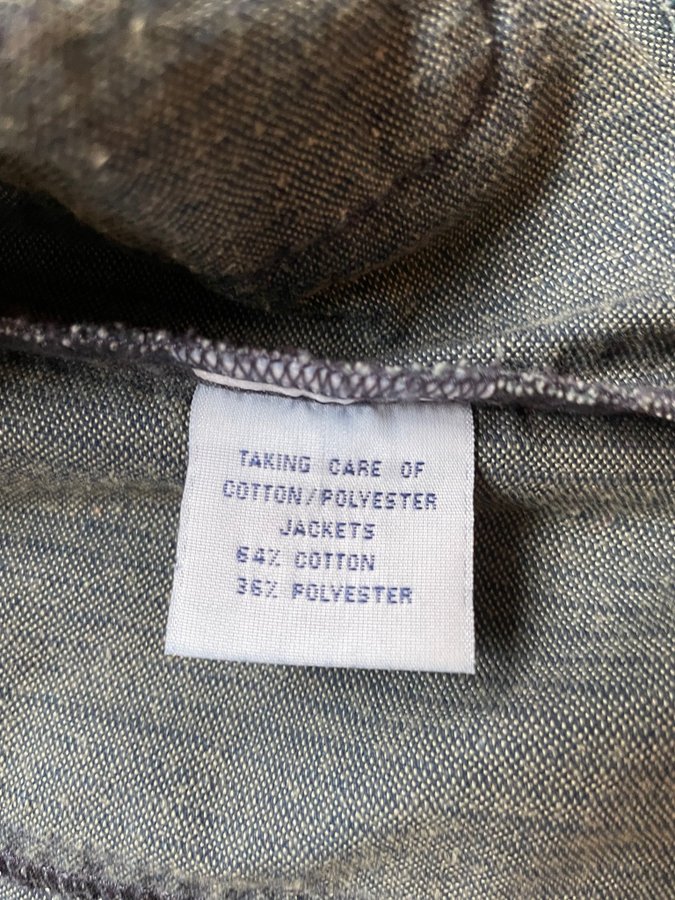 TAKING CARE OF
COTTON/POLYESTER
JACKETS
64% COTTON
36% POLYESTER